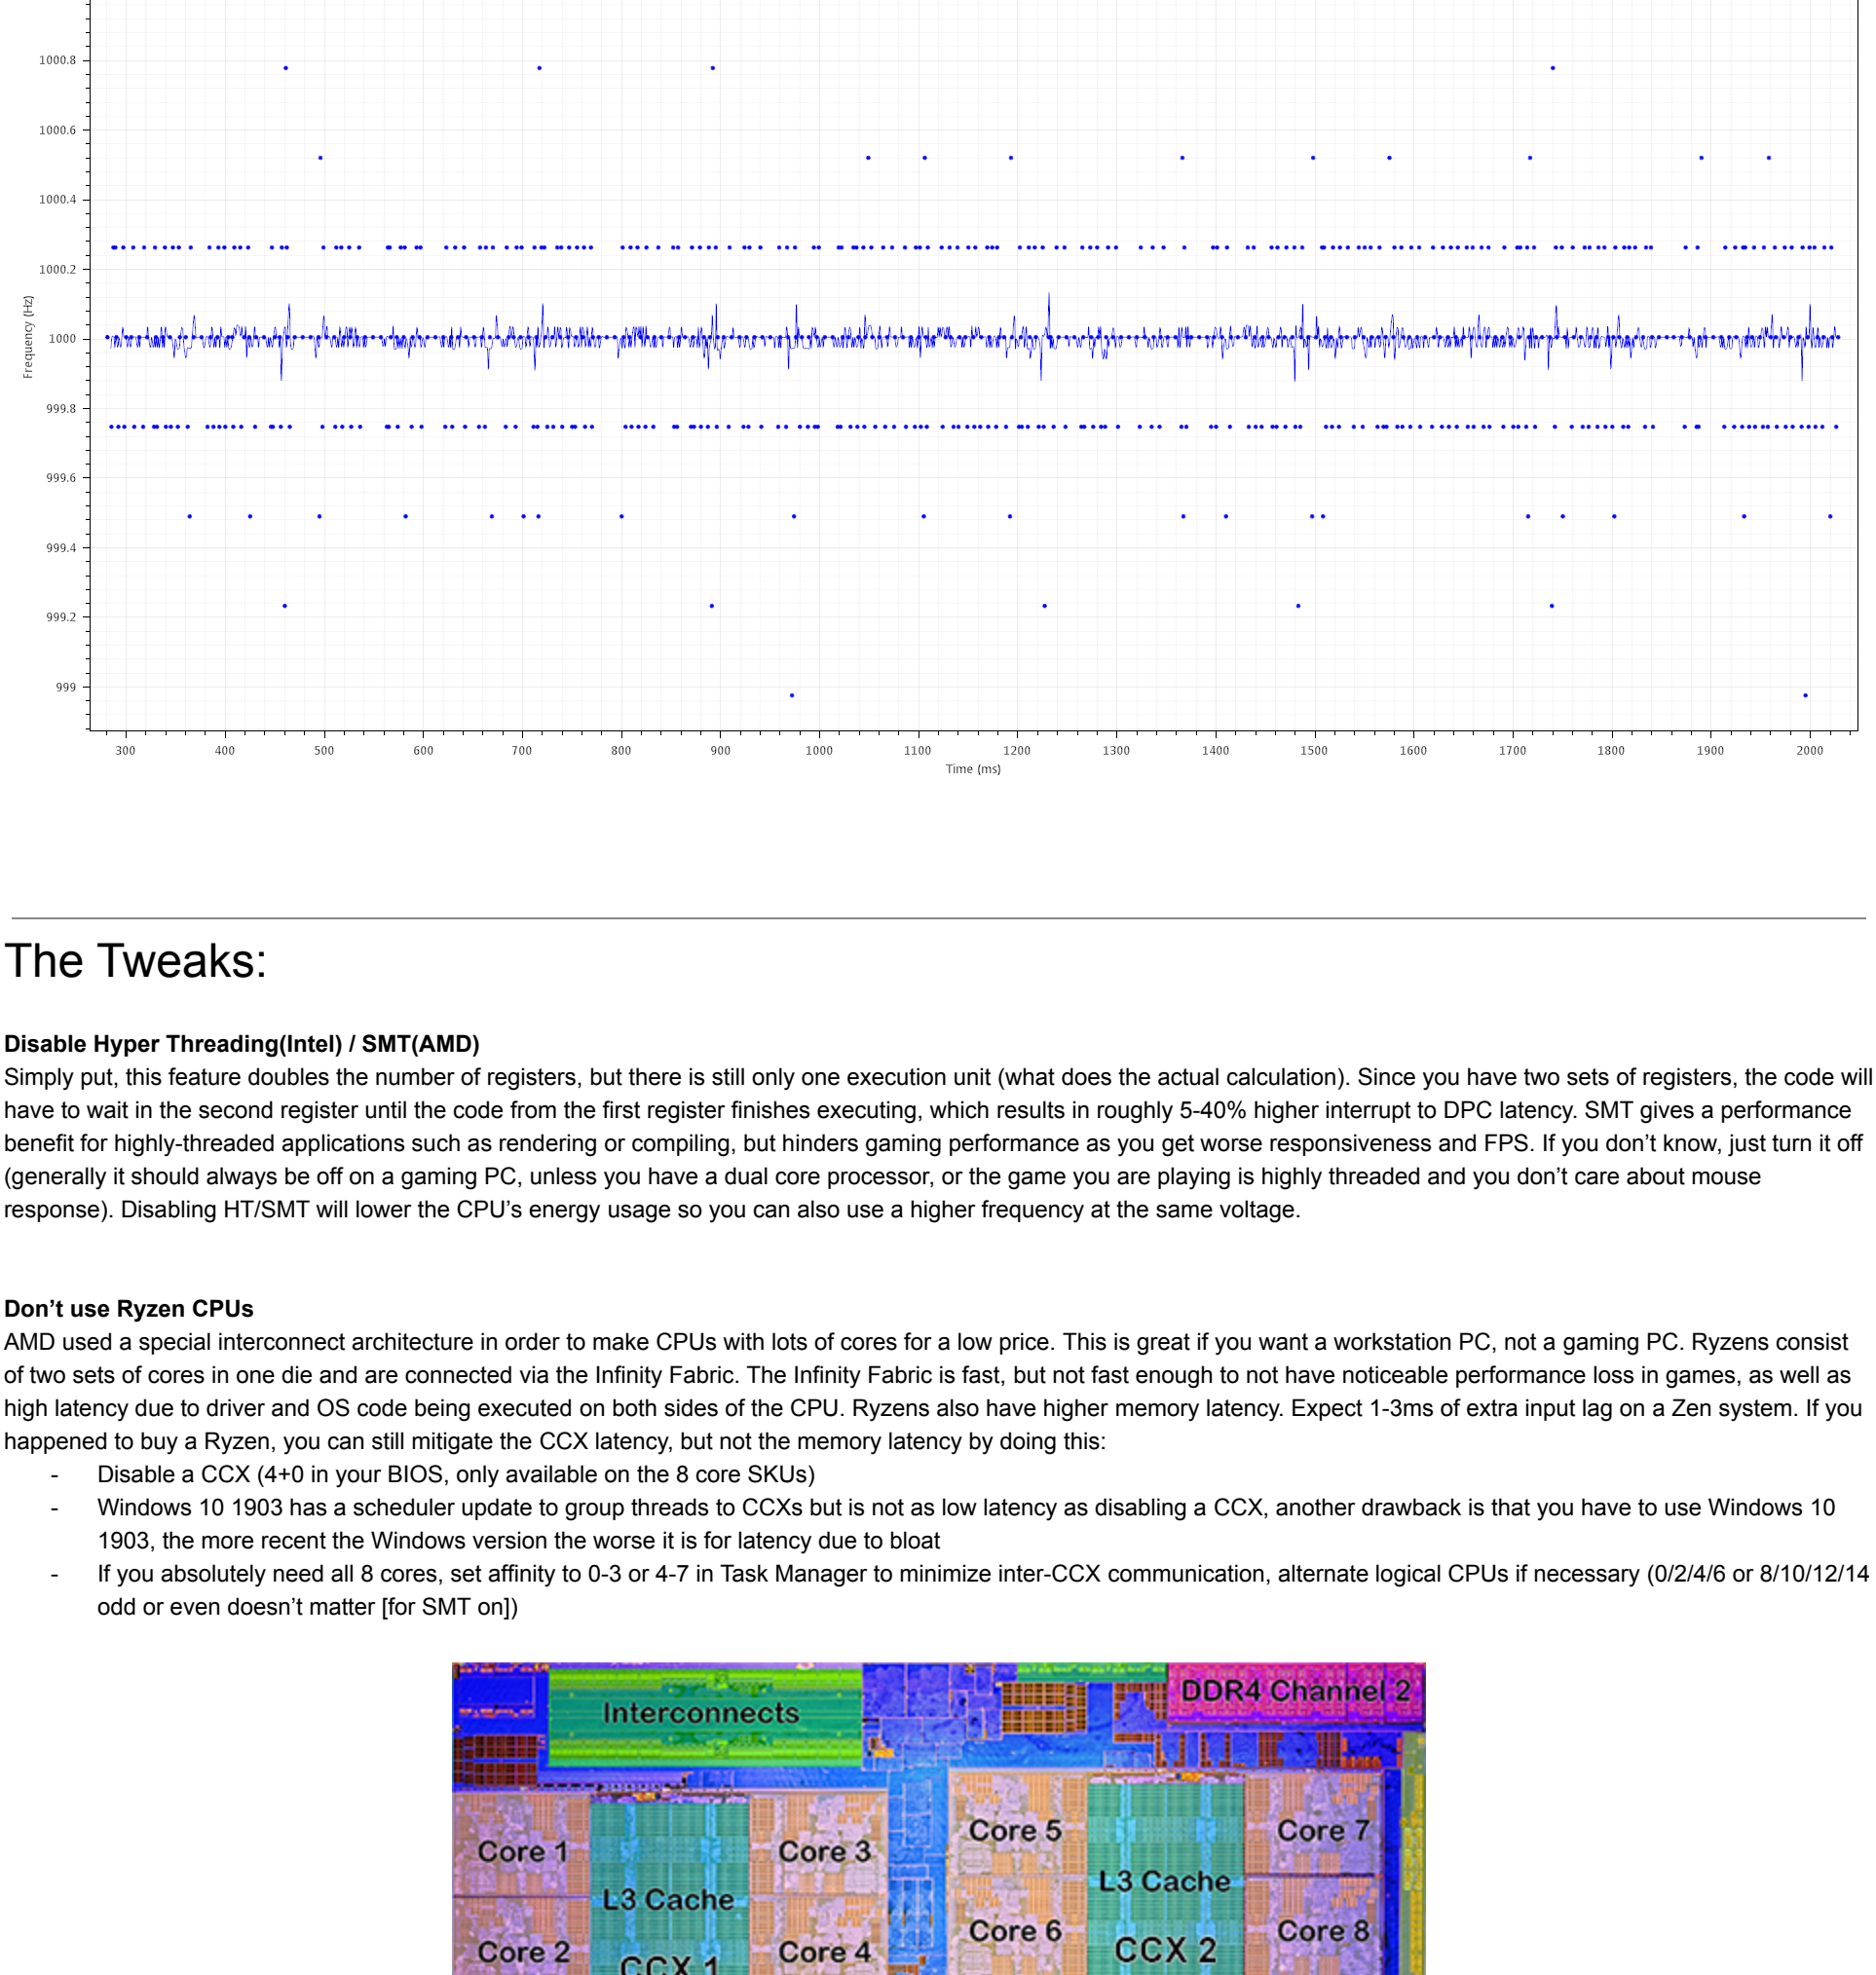 1000.8
1000.6
1000.4
1000.2
1000
999.8
999.6
999.4
999.2
999
Frequency (Hz)
300 400 500 600 700 800 900 1000 1100 1200 1300 1400 1500 1600 1700 1800 1900 2000
Time (ms)
The Tweaks:
Disable Hyper Threading(Intel) / SMT(AMD)
Simply put, this feature doubles the number of registers, but there is still only one execution unit (what does the actual calculation). Since you have two sets of registers, the code will
have to wait in the second register until the code from the first register finishes executing, which results in roughly 5-40% higher interrupt to DPC latency. SMT gives a performance
benefit for highly-threaded applications such as rendering or compiling, but hinders gaming performance as you get worse responsiveness and FPS. If you don’t know, just turn it off
(generally it should always be off on a gaming PC, unless you have a dual core processor, or the game you are playing is highly threaded and you don’t care about mouse
response). Disabling HT/SMT will lower the CPU’s energy usage so you can also use a higher frequency at the same voltage.
Don’t use Ryzen CPUs
AMD used a special interconnect architecture in order to make CPUs with lots of cores for a low price. This is great if you want a workstation PC, not a gaming PC. Ryzens consist
of two sets of cores in one die and are connected via the Infinity Fabric. The Infinity Fabric is fast, but not fast enough to not have noticeable performance loss in games, as well as
high latency due to driver and OS code being executed on both sides of the CPU. Ryzens also have higher memory latency. Expect 1-3ms of extra input lag on a Zen system. If you
happened to buy a Ryzen, you can still mitigate the CCX latency, but not the memory latency by doing this:
- Disable a CCX (4+0 in your BIOS, only available on the 8 core SKUs)
- Windows 10 1903 has a scheduler update to group threads to CCXs but is not as low latency as disabling a CCX, another drawback is that you have to use Windows 10
1903, the more recent the Windows version the worse it is for latency due to bloat
- If you absolutely need all 8 cores, set affinity to 0-3 or 4-7 in Task Manager to minimize inter-CCX communication, alternate logical CPUs if necessary (0/2/4/6 or 8/10/12/14
odd or even doesn’t matter [for SMT on])
Interconnects
DDR4 Channel 2
Core 1
L3 Cache
Core 3
Core 2
CCX 1
Core 4
Core 5
L3 Cache
Core 7
Core 6
CCX 2
Core 8